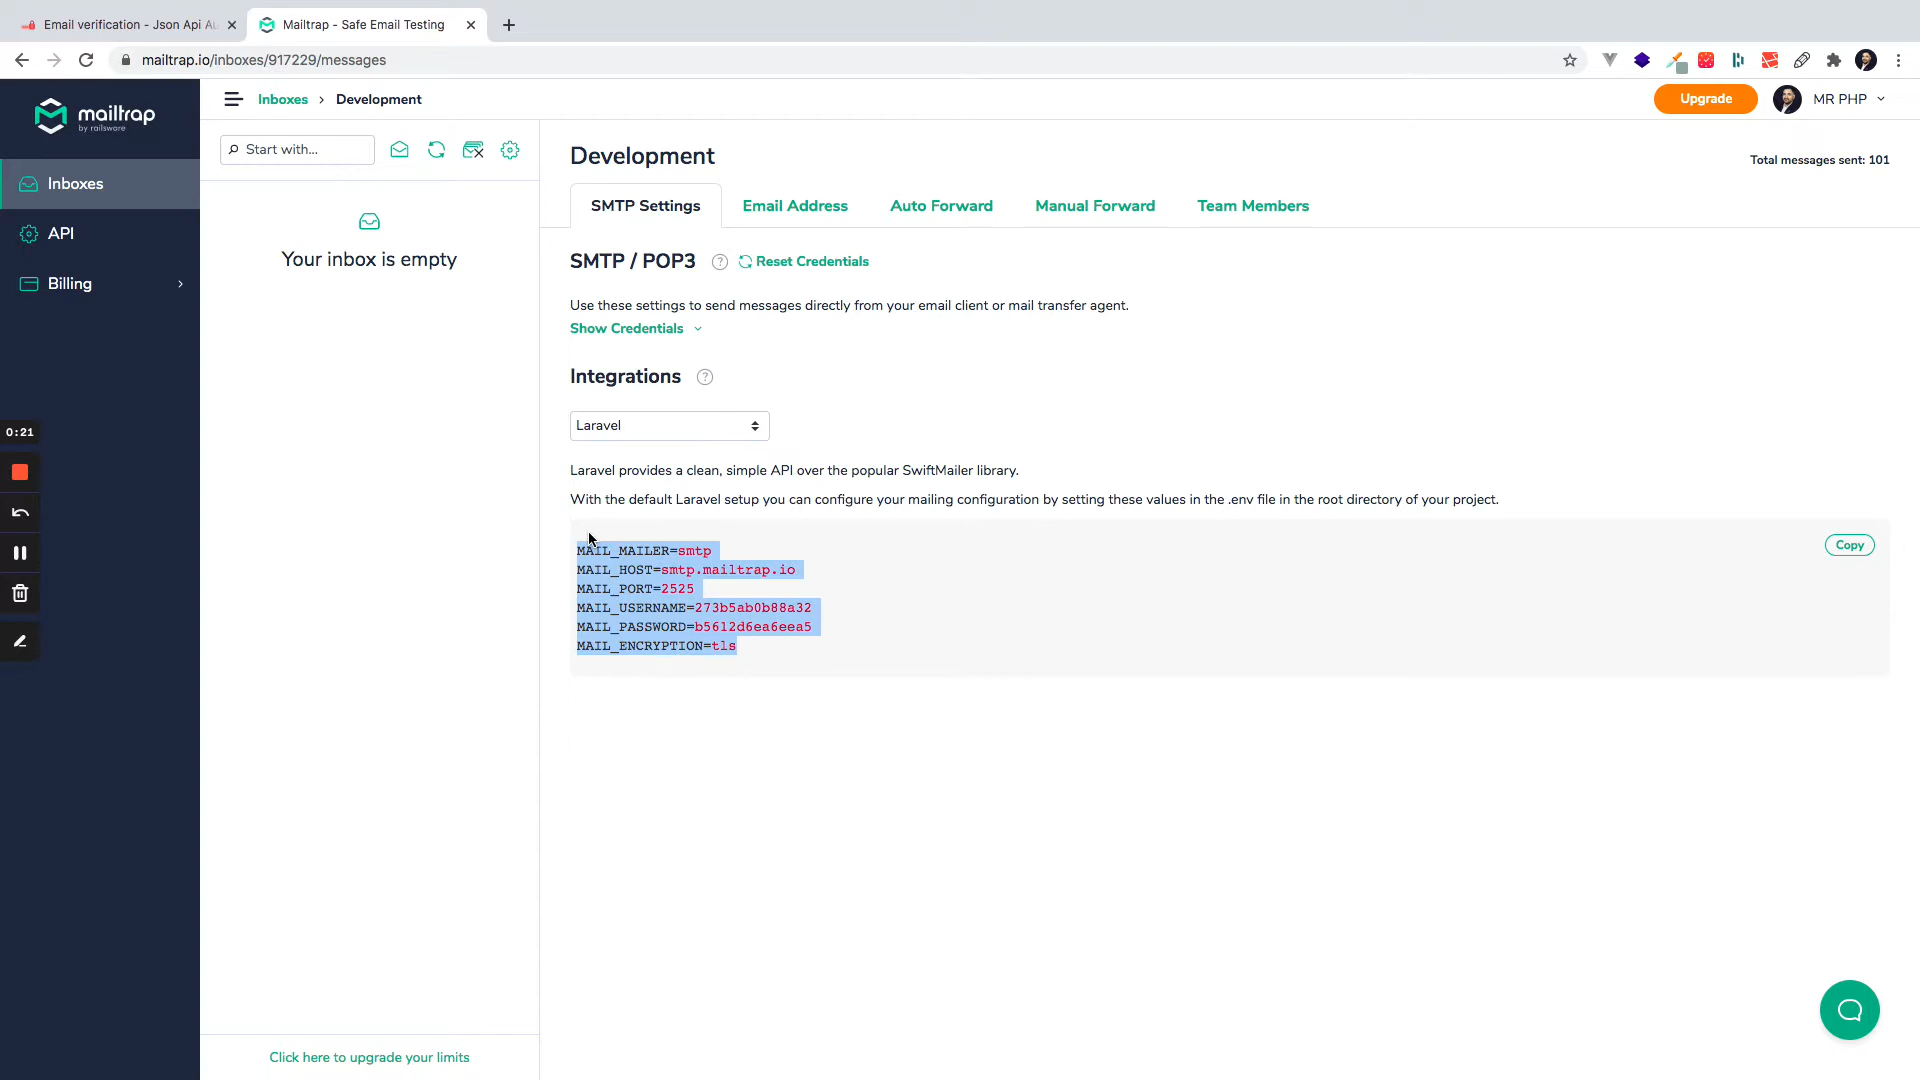 Email verification - Json Api Au
Mailtrap - Safe Email Testing
mailtrap.io/inboxes/917229/messages
mailtrap
by railsware
Inboxes
API
Billing
0:21
Inboxes › Development
Upgrade
MR PHP
Start with...
Your inbox is empty
Click here to upgrade your limits
Development
Total messages sent: 101
SMTP Settings
Email Address
Auto Forward
Manual Forward
Team Members
SMTP / POP3
?
Reset Credentials
Use these settings to send messages directly from your email client or mail transfer agent.
Show Credentials
Integrations
?
Laravel
Laravel provides a clean, simple API over the popular SwiftMailer library.
With the default Laravel setup you can configure your mailing configuration by setting these values in the .env file in the root directory of your project.
Copy
MAIL_MAILER=smtp
MAIL_HOST=smtp.mailtrap.io
MAIL_PORT=2525
MAIL_USERNAME=273b5ab0b88a32
MAIL_PASSWORD=b5612d6ea6eea5
MAIL_ENCRYPTION=tls